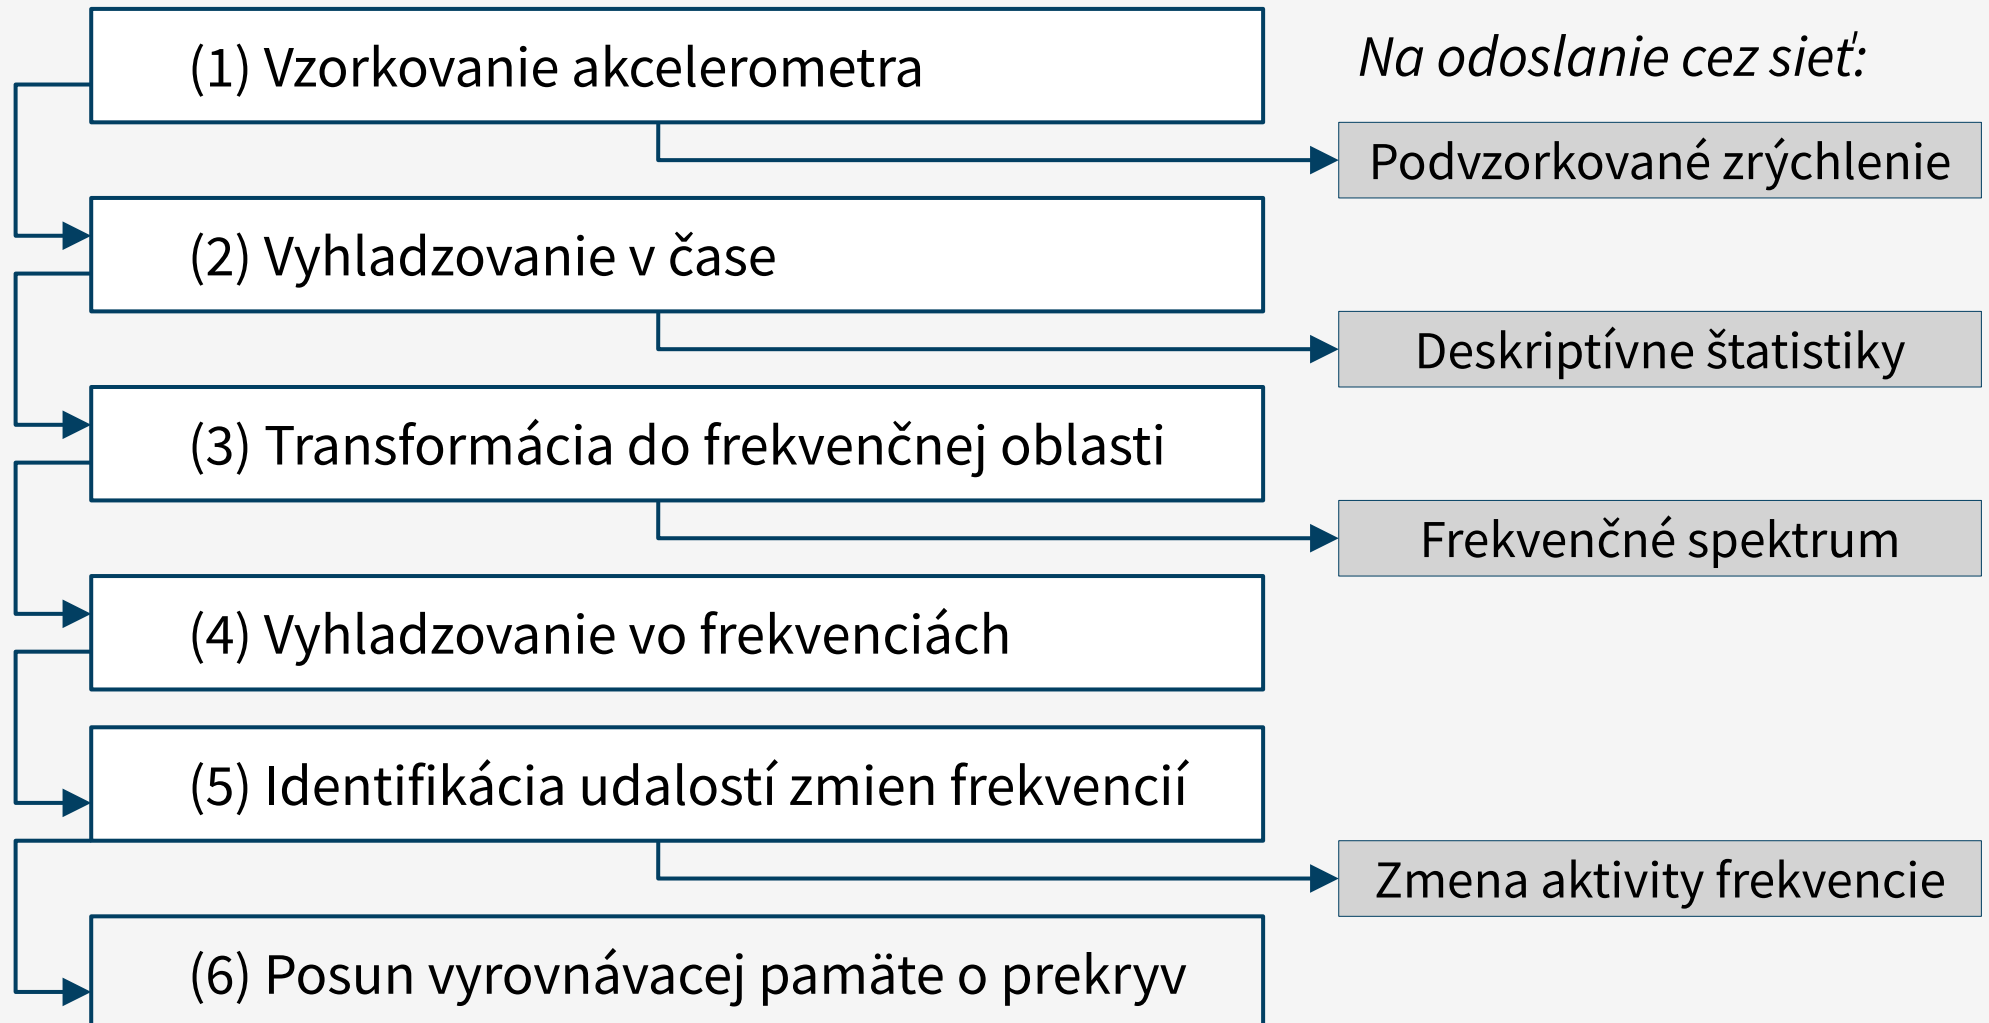 (1) Vzorkovanie akcelerometra
Na odoslanie cez sieť:
Podvzorkované zrýchlenie
(2) Vyhladzovanie v čase
Deskriptívne štatistiky
(3) Transformácia do frekvenčnej oblasti
Frekvenčné spektrum
(4) Vyhladzovanie vo frekvenciách
(5) Identifikácia udalostí zmien frekvencií
Zmena aktivity frekvencie
(6) Posun vyrovnávacej pamäte o prekryv